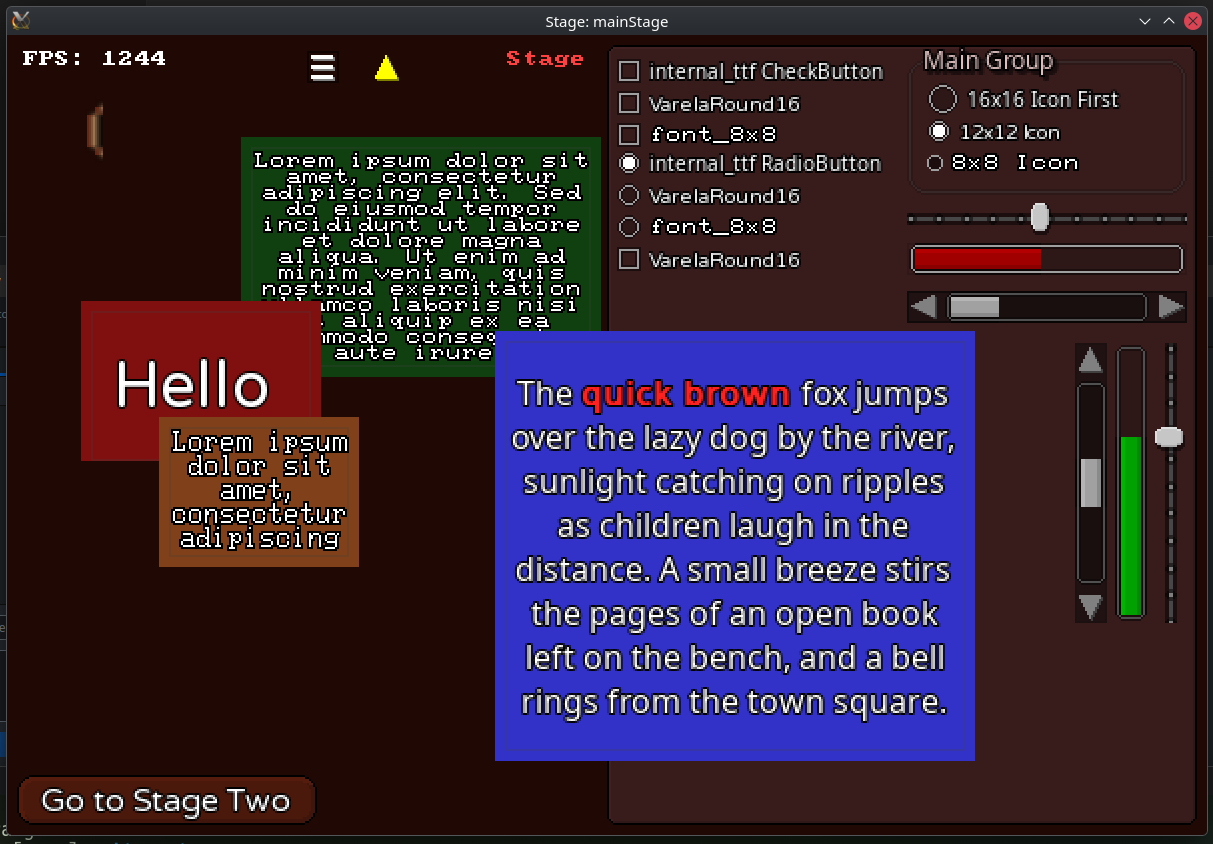 Stage: mainStage
FPS: 1244
Stage
internal_ttf CheckButton
VarelaRound16
font_8x8
internal_ttf RadioButton
VarelaRound16
font_8x8
VarelaRound16
Main Group
16x16 Icon First
12x12 Icon
8x8 Icon
Lorem ipsum dolor sit
amet, consectetur
adipiscing elit. Sed
do eiusmod tempor
incididunt ut labore
et dolore magna
aliqua. Ut enim ad
minim veniam, quis
nostrud exercitation
laboris nisi
aliquip ex ea
aute irure
Hello
Lorem ipsum
dolor sit
amet,
consectetur
adipiscing
The quick brown fox jumps
over the lazy dog by the river,
sunlight catching on ripples
as children laugh in the
distance. A small breeze stirs
the pages of an open book
left on the bench, and a bell
rings from the town square.
Go to Stage Two